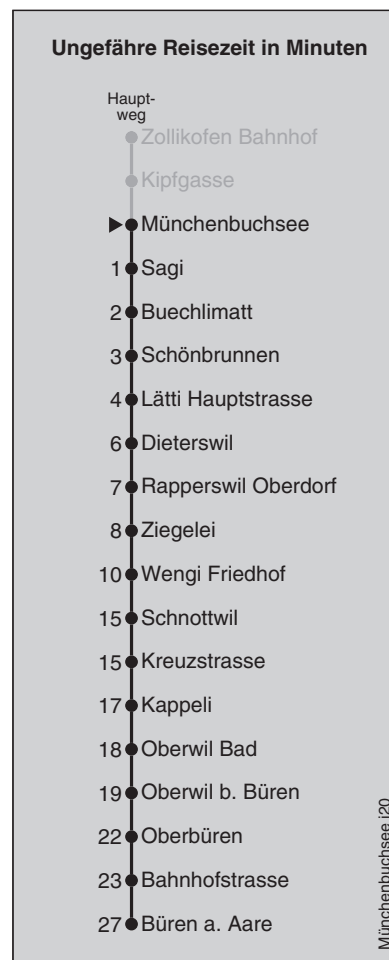 Ungefähre Reisezeit in Minuten
Haupt-
weg
Zollikofen Bahnhof
Kipfgasse
Münchenbuchsee
1 Sagi
2 Buechlimatt
3 Schönbrunnen
4 Lätti Hauptstrasse
6 Dieterswil
7 Rapperswil Oberdorf
8 Ziegelei
10 Wengi Friedhof
15 Schnottwil
15 Kreuzstrasse
17 Kappeli
18 Oberwil Bad
19 Oberwil b. Büren
22 Oberbüren
23 Bahnhofstrasse
27 Büren a. Aare
Münchenbuchsee j20